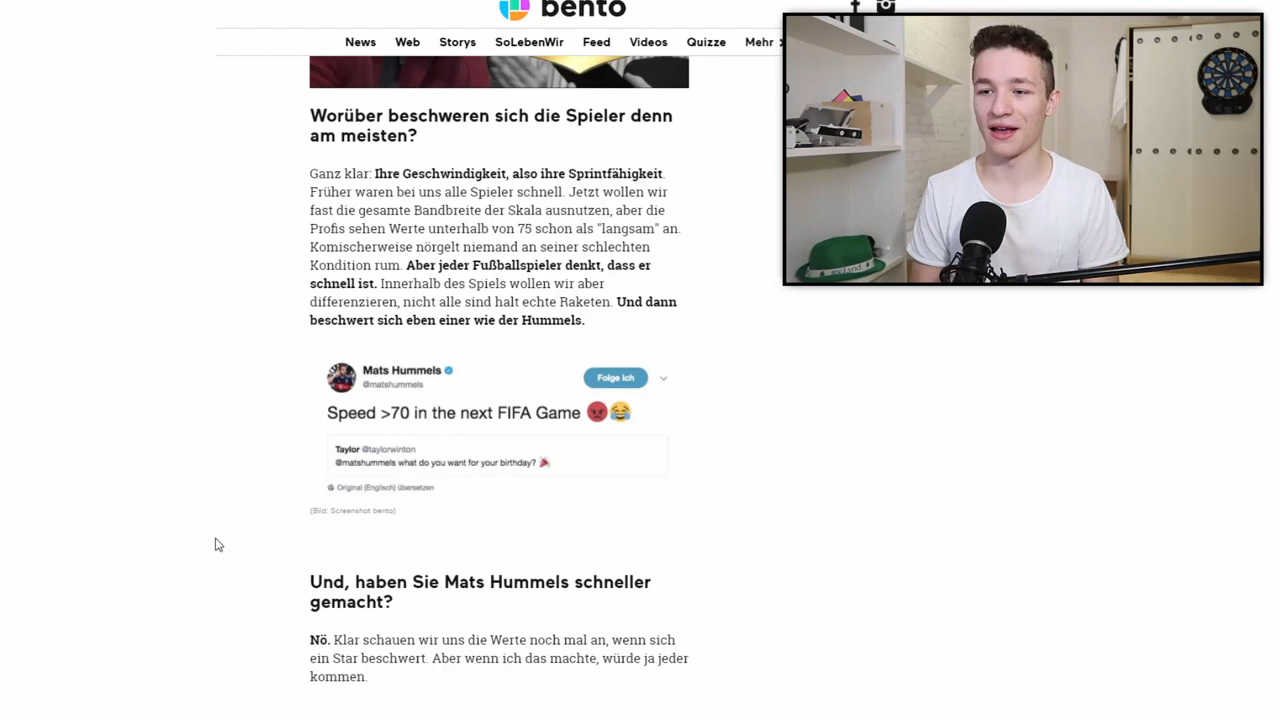 bento
News Web Storys SoLebenWir Feed Videos Quizze Mehr
Worüber beschweren sich die Spieler denn
am meisten?
Ganz klar: Ihre Geschwindigkeit, also ihre Sprintfähigkeit.
Früher waren bei uns alle Spieler schnell. Jetzt wollen wir
fast die gesamte Bandbreite der Skala ausnutzen, aber die
Profis sehen Werte unterhalb von 75 schon als "langsam" an.
Komischerweise nörgelt niemand an seiner schlechten
Kondition rum. Aber jeder Fußballspieler denkt, dass er
schnell ist. Innerhalb des Spiels wollen wir aber
differenzieren, nicht alle sind halt echte Raketen. Und dann
beschwert sich eben einer wie der Hummels.
Mats Hummels
@matshummels
Folge ich
Speed >70 in the next FIFA Game 😡😂
Taylor @taylorwinton
@matshummels what do you want for your birthday? 🎉
Original (Englisch) übersetzen
(Bild: Screenshot bento)
Und, haben Sie Mats Hummels schneller
gemacht?
Nö. Klar schauen wir uns die Werte noch mal an, wenn sich
ein Star beschwert. Aber wenn ich das machte, würde ja jeder
kommen.